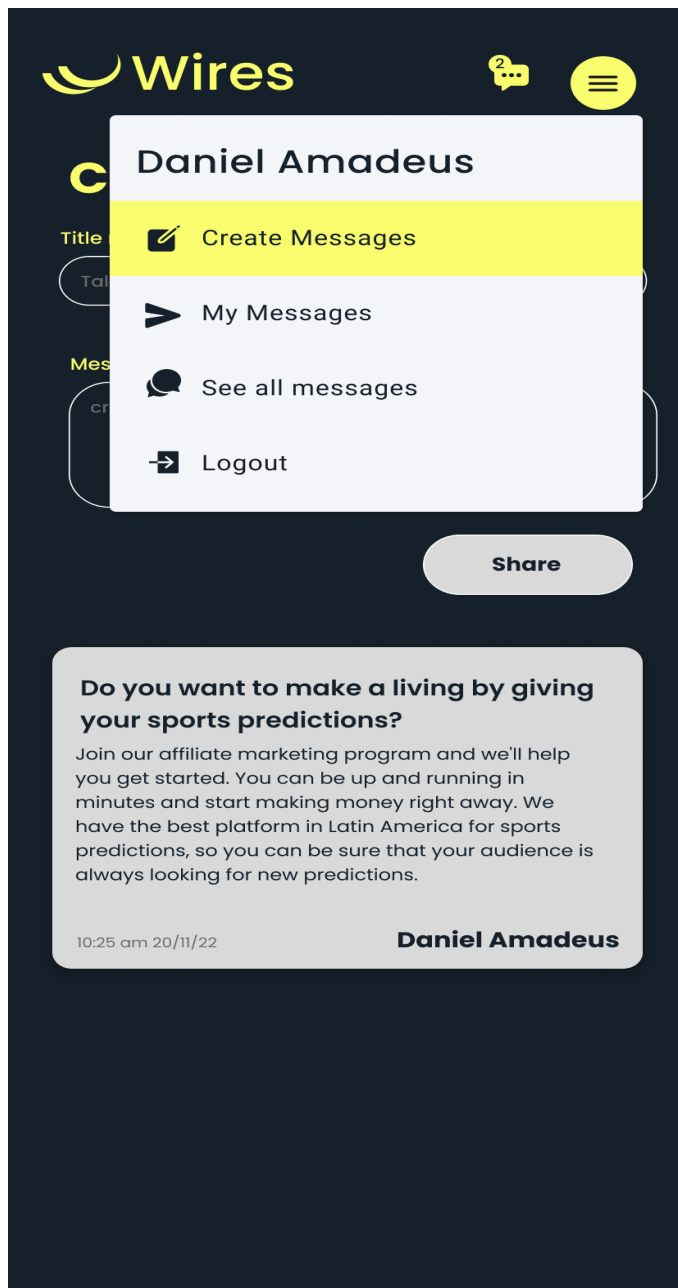 Wires
2
C
Daniel Amadeus
Title
Create Messages
Tal
My Messages
Mes
See all messages
cr
Logout
Share
Do you want to make a living by giving
your sports predictions?
Join our affiliate marketing program and we'll help
you get started. You can be up and running in
minutes and start making money right away. We
have the best platform in Latin America for sports
predictions, so you can be sure that your audience is
always looking for new predictions.
10:25 am 20/11/22
Daniel Amadeus